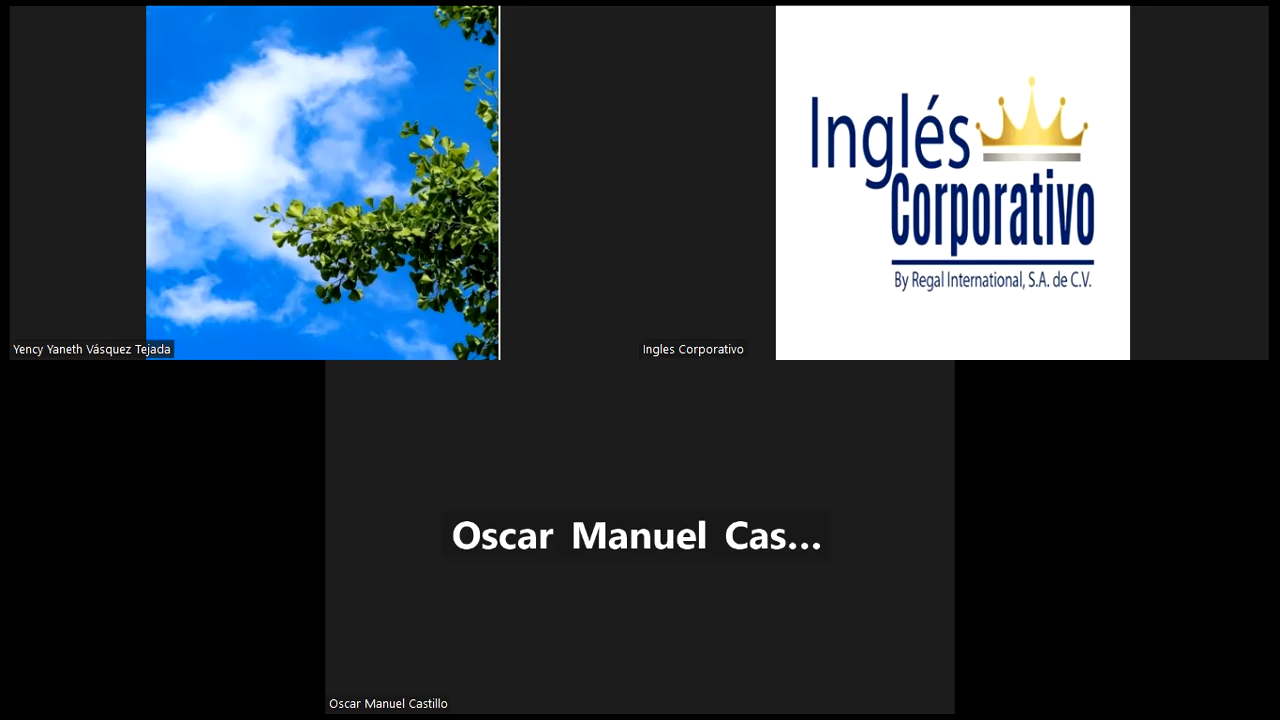 Inglés
Corporativo
By Regal International, S.A. de C.V.
Yency Yaneth Vásquez Tejada
Ingles Corporativo
Oscar Manuel Cas...
Oscar Manuel Castillo